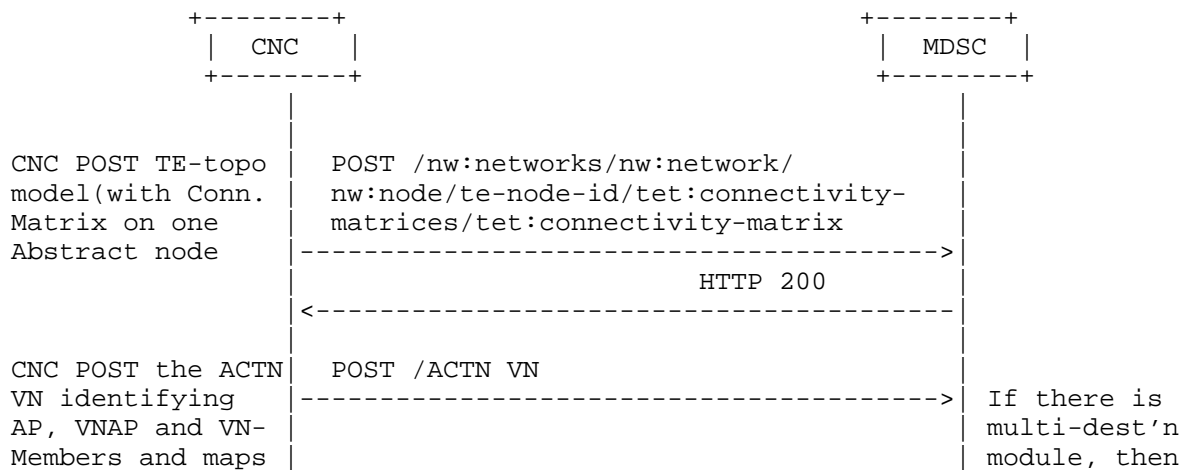 CNC MDSC
CNC POST TE-topo POST /nw:networks/nw:network/
model(with Conn. nw:node/te-node-id/tet:connectivity-
Matrix on one matrices/tet:connectivity-matrix
Abstract node
HTTP 200
CNC POST the ACTN POST /ACTN VN
VN identifying If there is
AP, VNAP and VN- multi-dest'n
Members and maps module, then